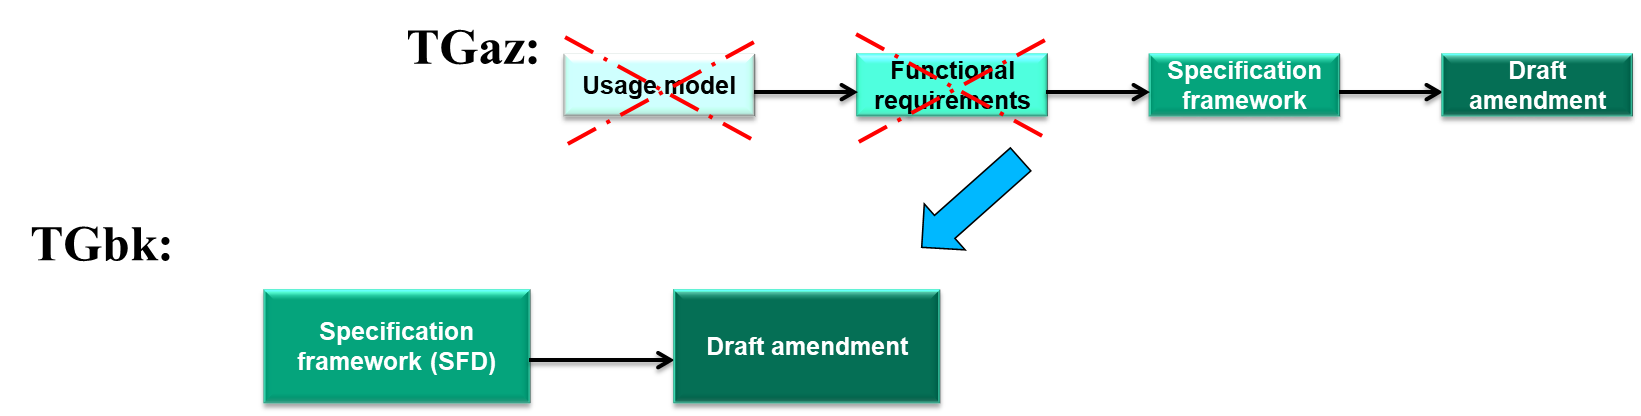 TGaz:
Usage model
Functional
requirements
Specification
framework
Draft
amendment
TGbk:
Specification
framework (SFD)
Draft amendment